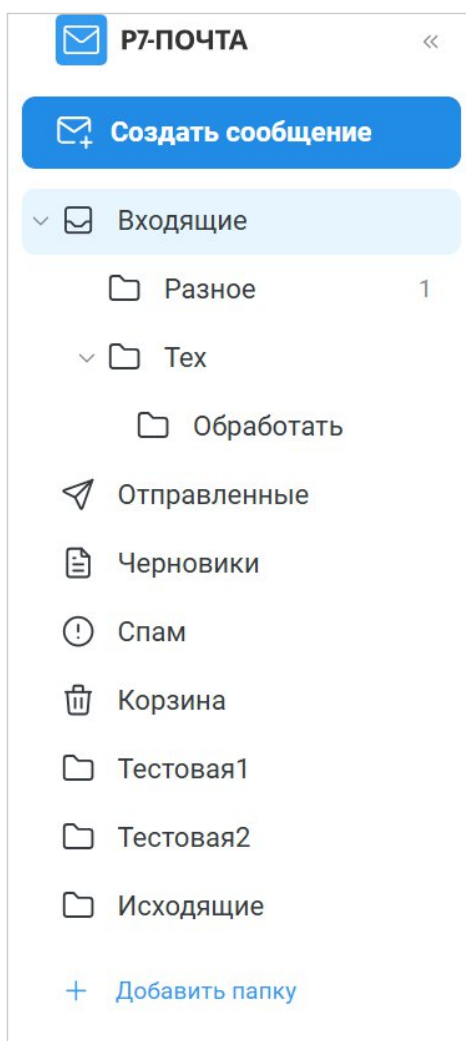 Р7-ПОЧТА
Создать сообщение
Входящие
Разное 1
Тех
Обработать
Отправленные
Черновики
Спам
Корзина
Тестовая1
Тестовая2
Исходящие
Добавить папку